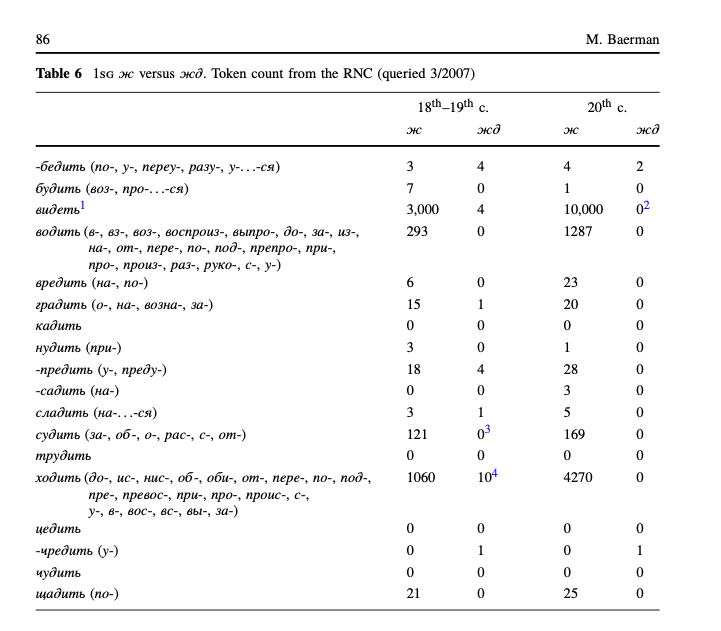 86 M. Baerman
Table 6 1SG ж versus жд. Token count from the RNC (queried 3/2007)
18th–19th c. 20th c.
ж жд ж жд
-бедить (по-, у-, переу-, разу-, у-...-ся) 3 4 4 2
будить (воз-, про-...-ся) 7 0 1 0
видеть1 3,000 4 10,000 02
водить (в-, вз-, воз-, воспроиз-, выпро-, до-, за-, из-, 293 0 1287 0
на-, от-, пере-, по-, под-, препро-, при-,
про-, произ-, раз-, руко-, с-, у-)
вредить (на-, по-) 6 0 23 0
градить (о-, на-, возна-, за-) 15 1 20 0
кадить 0 0 0 0
нудить (при-) 3 0 1 0
-предить (у-, преду-) 18 4 28 0
-садить (на-) 0 0 3 0
сладить (на-...-ся) 3 1 5 0
судить (за-, об-, о-, рас-, с-, от-) 121 03 169 0
трудить 0 0 0 0
ходить (до-, ис-, нис-, об-, оби-, от-, пере-, по-, под-, 1060 104 4270 0
пре-, превос-, при-, про-, проис-, с-,
у-, в-, вос-, вс-, вы-, за-)
цедить 0 0 0 0
-чредить (у-) 0 1 0 1
чудить 0 0 0 0
щадить (по-) 21 0 25 0